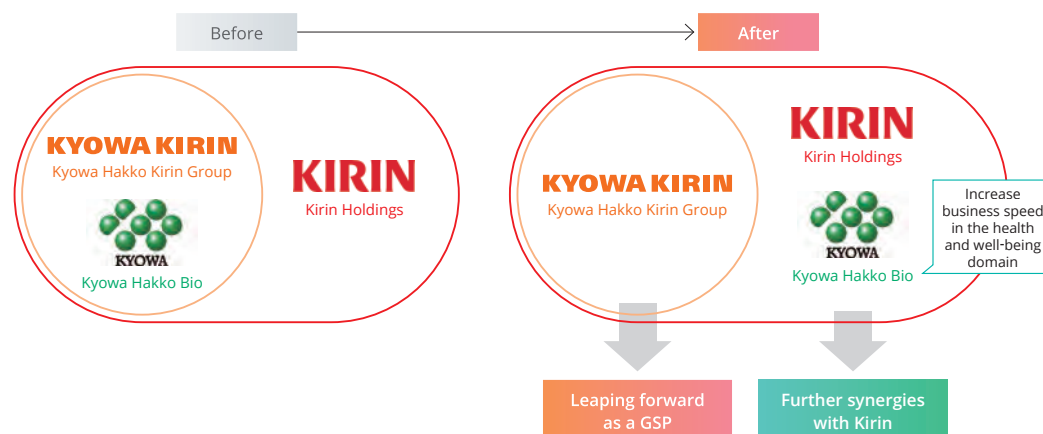 Before
After
KYOWA KIRIN
Kyowa Hakko Kirin Group
KYOWA
Kyowa Hakko Bio
KIRIN
Kirin Holdings
KYOWA KIRIN
Kyowa Hakko Kirin Group
KIRIN
Kirin Holdings
KYOWA
Kyowa Hakko Bio
Increase
business speed
in the health
and well-being
domain
Leaping forward
as a GSP
Further synergies
with Kirin